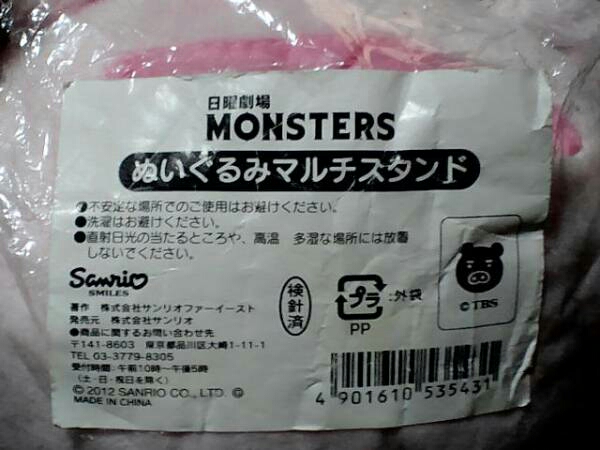 日曜劇場
MONSTERS
ぬいぐるみマルチスタンド
●不安定な場所でのご使用はお避けください。
●洗濯はお避けください。
●直射日光の当たるところや、高温 多湿な場所には放置
しないでください。
Sanrio
SMILES
著作 株式会社サンリオファーイースト
発売元 株式会社サンリオ
●商品に関するお問い合わせ先
〒141-8603 東京都品川区大崎1-11-1
TEL 03-3779-8305
受付時間 午前10時〜午後5時
(土・日・祝日を除く)
©2012 SANRIO CO., LTD. Ⓖ
MADE IN CHINA
検針済
プラ :外袋
PP
©TBS
4 901610 535431